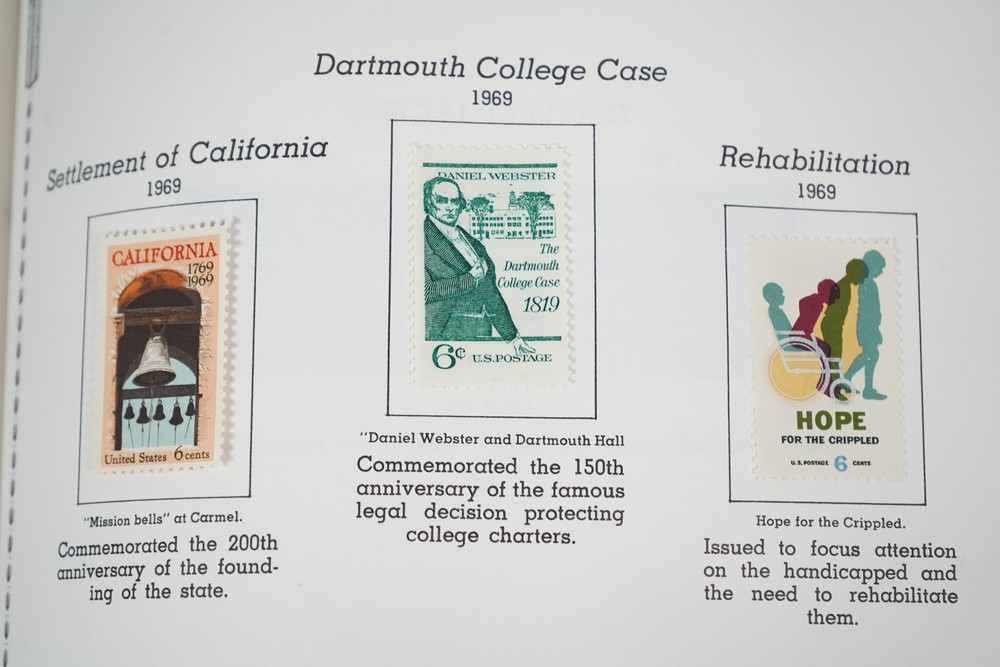 Dartmouth College Case
1969
Settlement of California
1969
Rehabilitation
1969
CALIFORNIA
1769
1969
United States 6 cents
DANIEL WEBSTER
The
Dartmouth
College Case
1819
6¢ U.S. POSTAGE
HOPE
FOR THE CRIPPLED
U.S. POSTAGE 6 CENTS
"Mission bells" at Carmel.
Commemorated the 200th
anniversary of the found-
ing of the state.
"Daniel Webster and Dartmouth Hall
Commemorated the 150th
anniversary of the famous
legal decision protecting
college charters.
Hope for the Crippled.
Issued to focus attention
on the handicapped and
the need to rehabilitate
them.